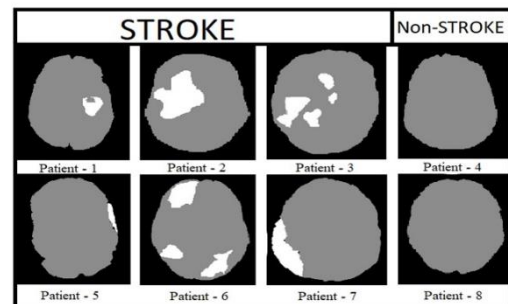 STROKE
Non-STROKE
Patient - 1
Patient - 2
Patient - 3
Patient - 4
Patient - 5
Patient - 6
Patient - 7
Patient - 8